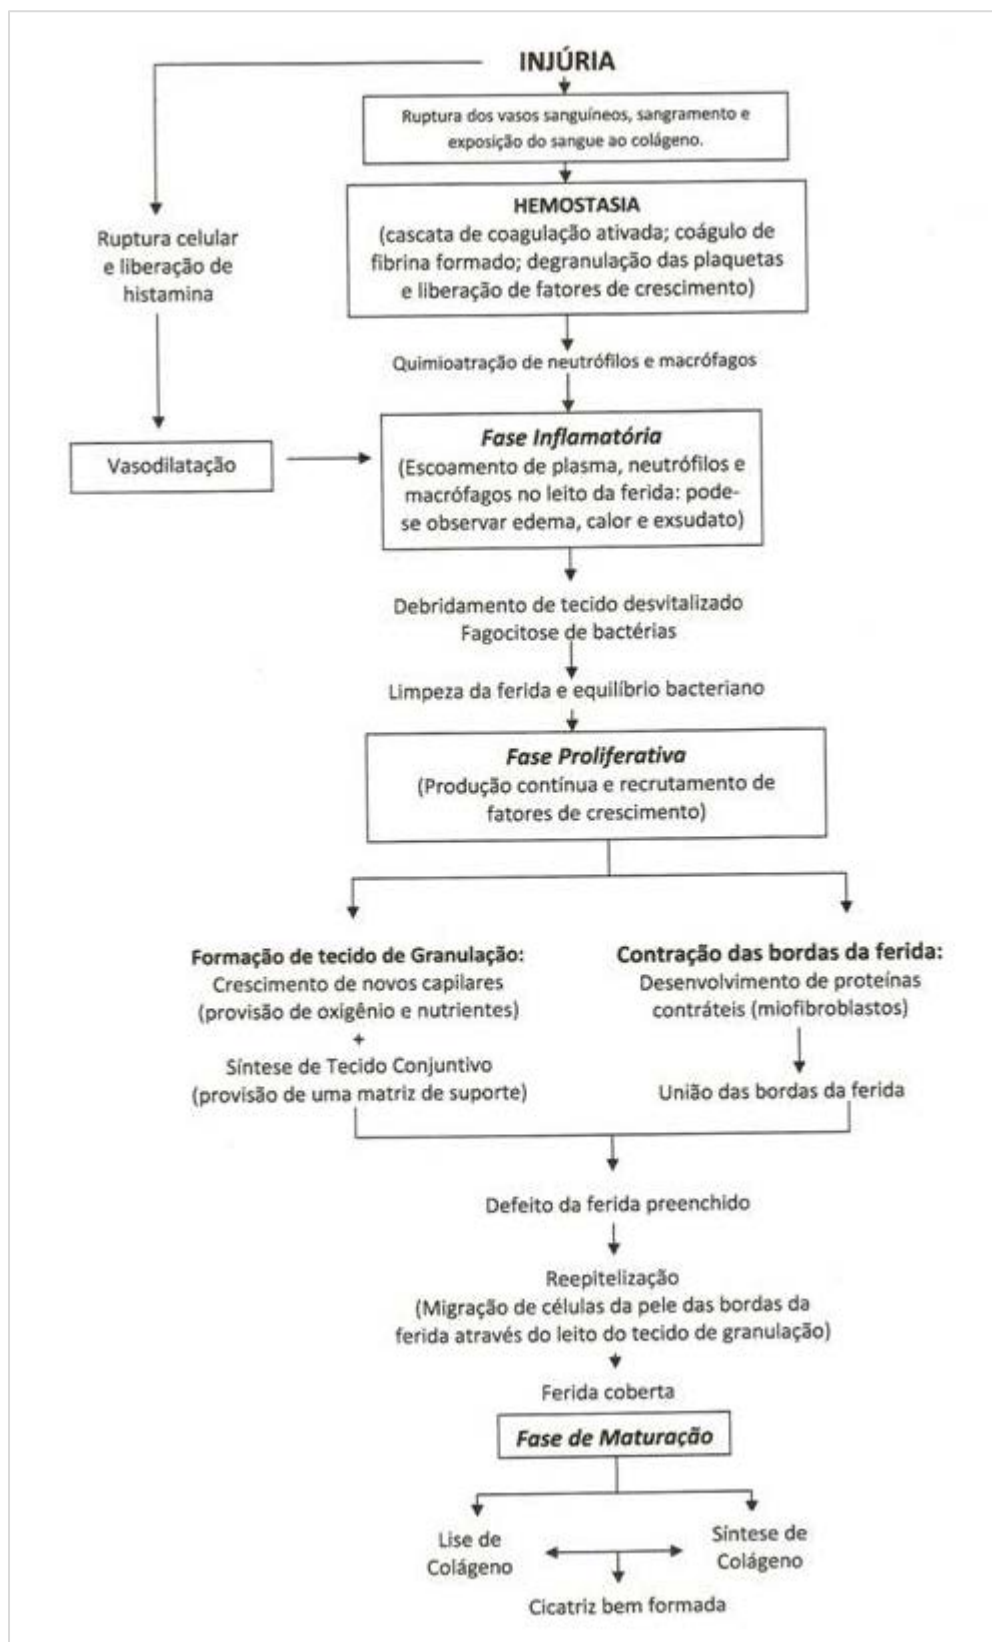 INJÚRIA
Ruptura dos vasos sanguíneos, sangramento e
exposição do sangue ao colágeno.
HEMOSTASIA
(cascata de coagulação ativada; coágulo de
fibrina formado; degranulação das plaquetas
e liberação de fatores de crescimento)
Ruptura celular
e liberação de
histamina
Quimioatração de neutrófilos e macrófagos
Vasodilatação
Fase Inflamatória
(Escoamento de plasma, neutrófilos e
macrófagos no leito da ferida: pode-
se observar edema, calor e exsudato)
Debridamento de tecido desvitalizado
Fagocitose de bactérias
Limpeza da ferida e equilíbrio bacteriano
Fase Proliferativa
(Produção contínua e recrutamento de
fatores de crescimento)
Formação de tecido de Granulação:
Crescimento de novos capilares
(provisão de oxigênio e nutrientes)
+
Síntese de Tecido Conjuntivo
(provisão de uma matriz de suporte)
Contração das bordas da ferida:
Desenvolvimento de proteínas
contráteis (miofibroblastos)
União das bordas da ferida
Defeito da ferida preenchido
Reepitelização
(Migração de células da pele das bordas da
ferida através do leito do tecido de granulação)
Ferida coberta
Fase de Maturação
Lise de
Colágeno
Síntese de
Colágeno
Cicatriz bem formada